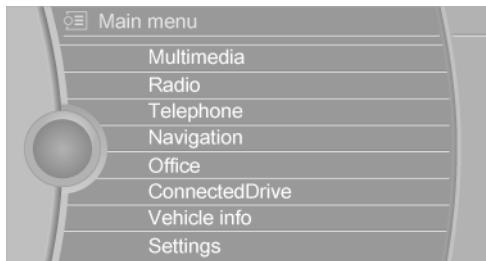 Main menu
Multimedia
Radio
Telephone
Navigation
Office
ConnectedDrive
Vehicle info
Settings